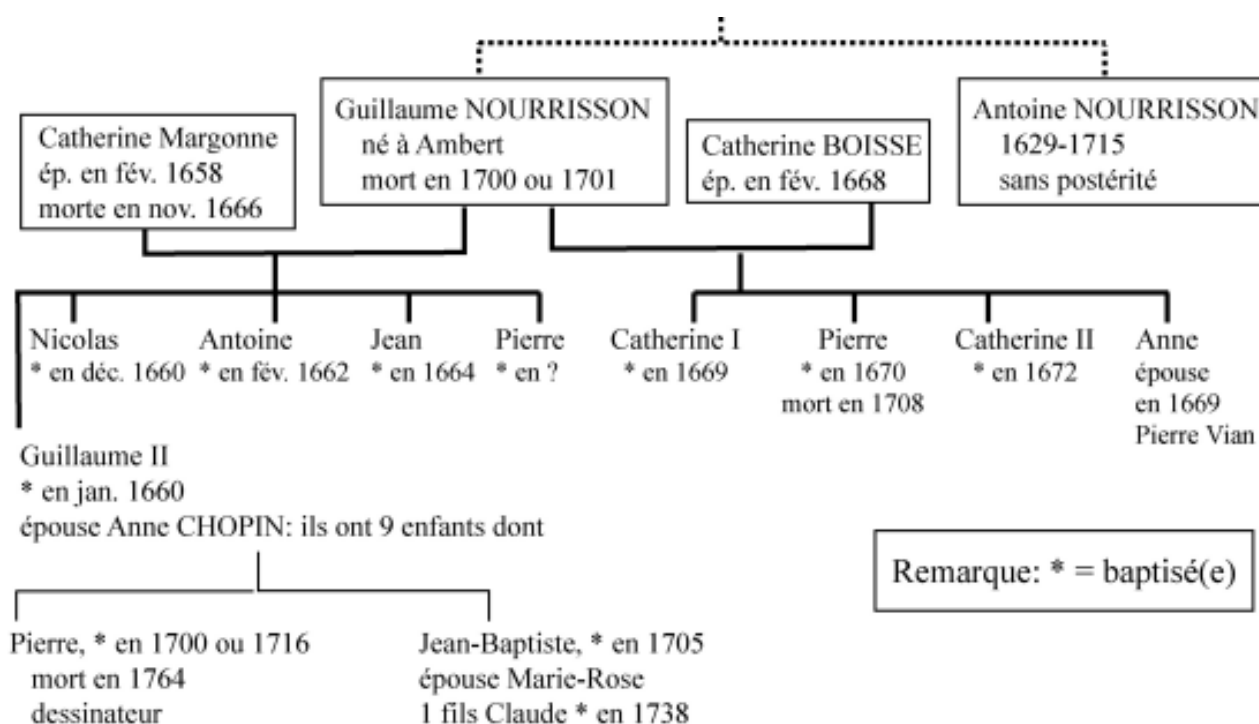 Catherine Margonne
ép. en fév. 1658
morte en nov. 1666
Guillaume NOURRISSON
né à Ambert
mort en 1700 ou 1701
Catherine BOISSE
ép. en fév. 1668
Antoine NOURRISSON
1629-1715
sans postérité
Nicolas
* en déc. 1660
Antoine
* en fév. 1662
Jean
* en 1664
Pierre
* en ?
Catherine I
* en 1669
Pierre
* en 1670
mort en 1708
Catherine II
* en 1672
Anne
épouse
en 1669
Pierre Vian
Guillaume II
* en jan. 1660
épouse Anne CHOPIN: ils ont 9 enfants dont
Remarque: * = baptisé(e)
Pierre, * en 1700 ou 1716
mort en 1764
dessinateur
Jean-Baptiste, * en 1705
épouse Marie-Rose
1 fils Claude * en 1738